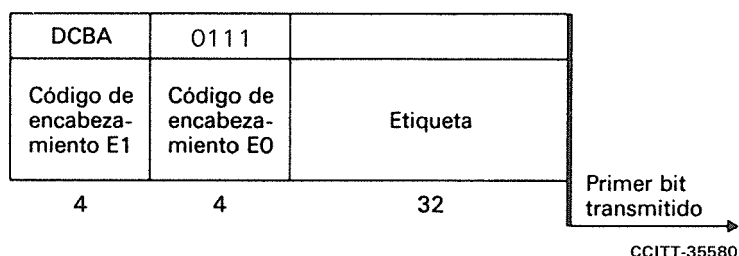 DCBA 0111
Código de encabeza-miento E1 Código de encabeza-miento E0 Etiqueta
4 4 32
Primer bit transmitido
CCITT-35580